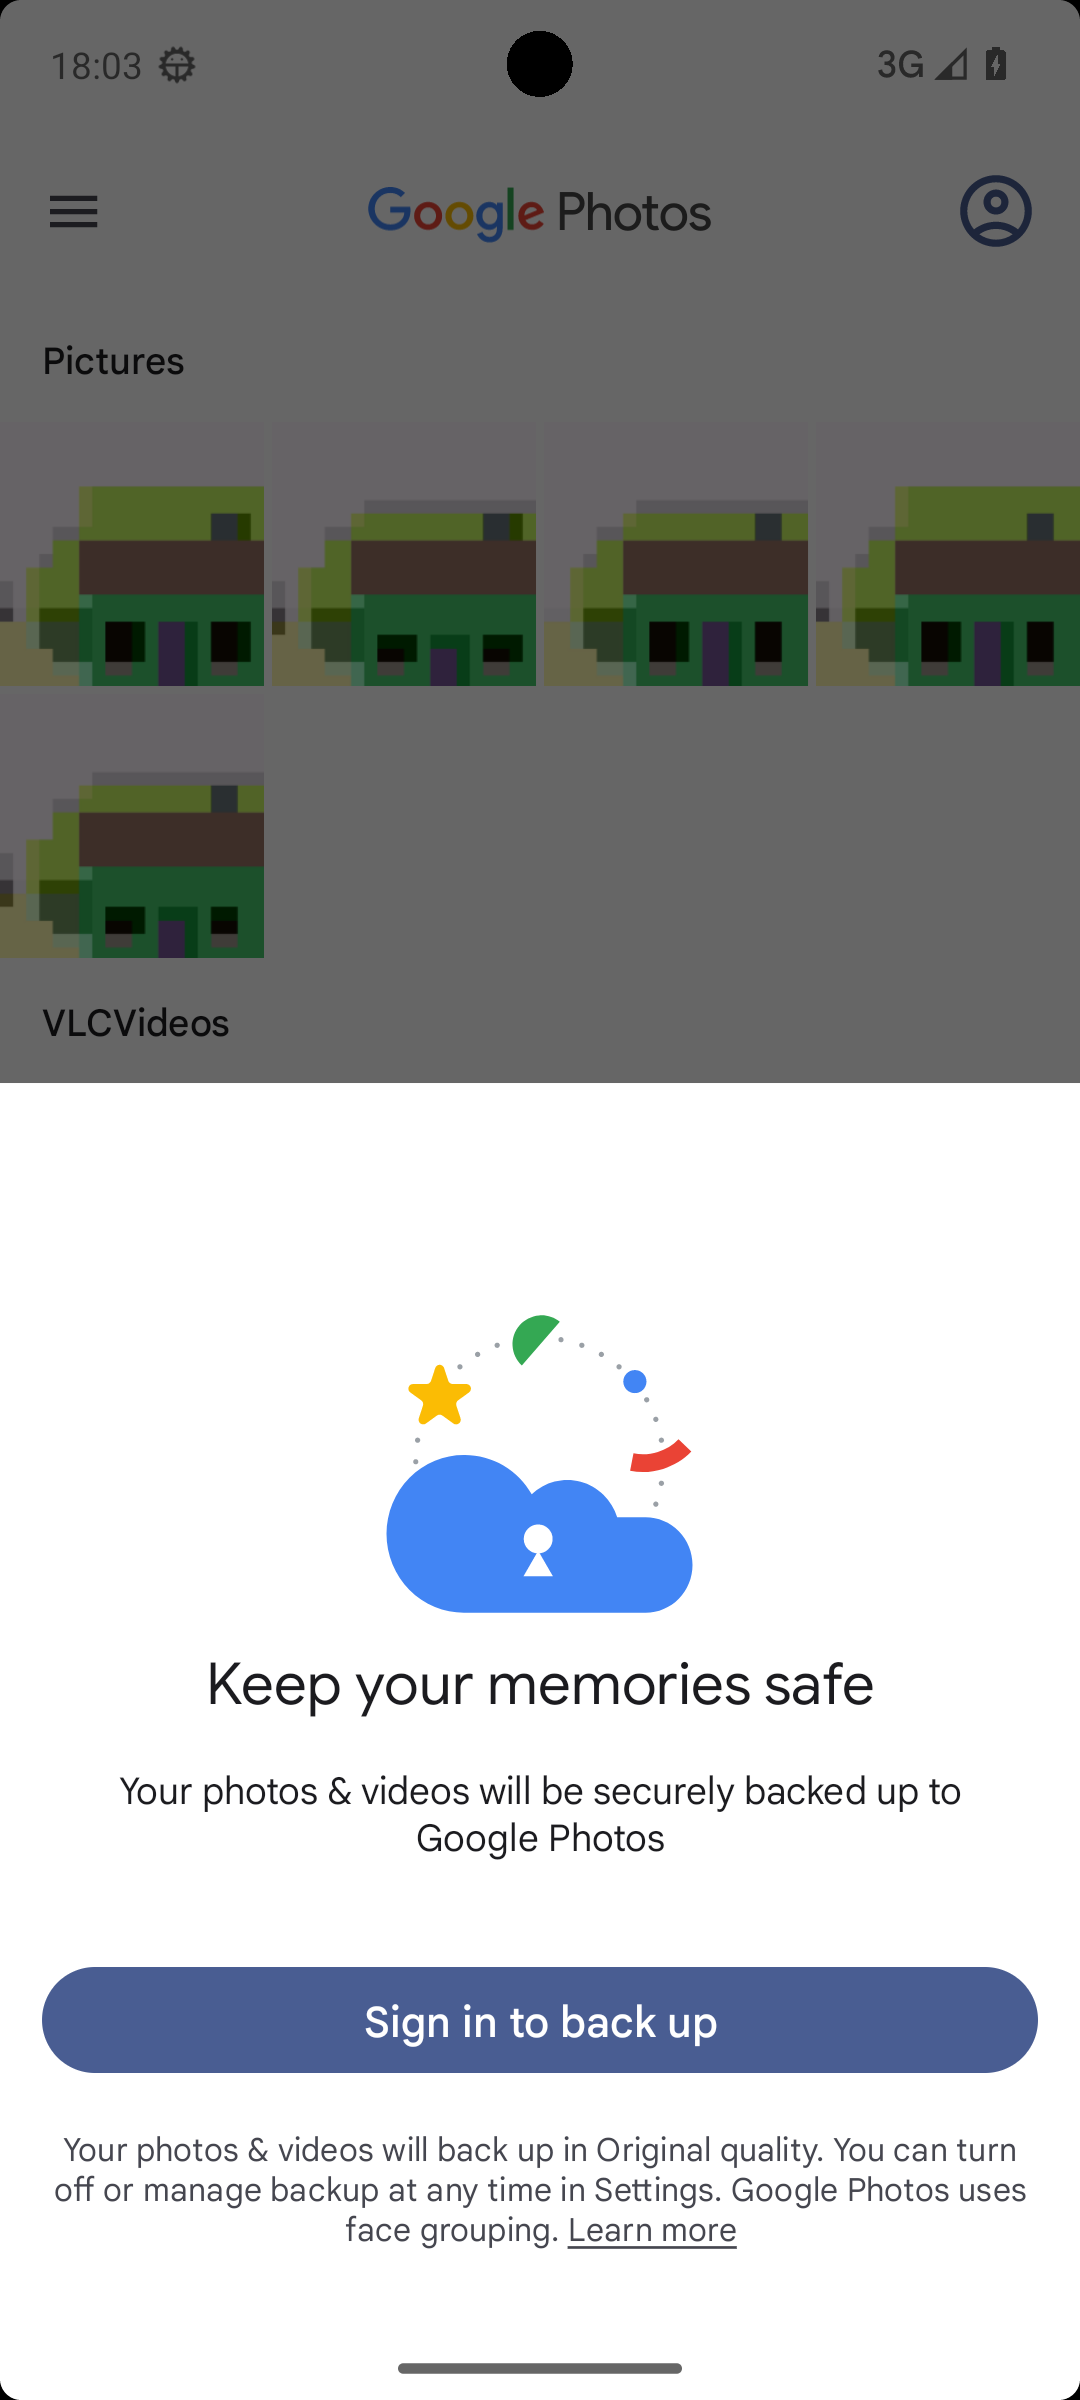 18:03
3G
Google Photos
Pictures
VLCVideos
Keep your memories safe
Your photos & videos will be securely backed up to
Google Photos
Sign in to back up
Your photos & videos will back up in Original quality. You can turn
off or manage backup at any time in Settings. Google Photos uses
face grouping. Learn more